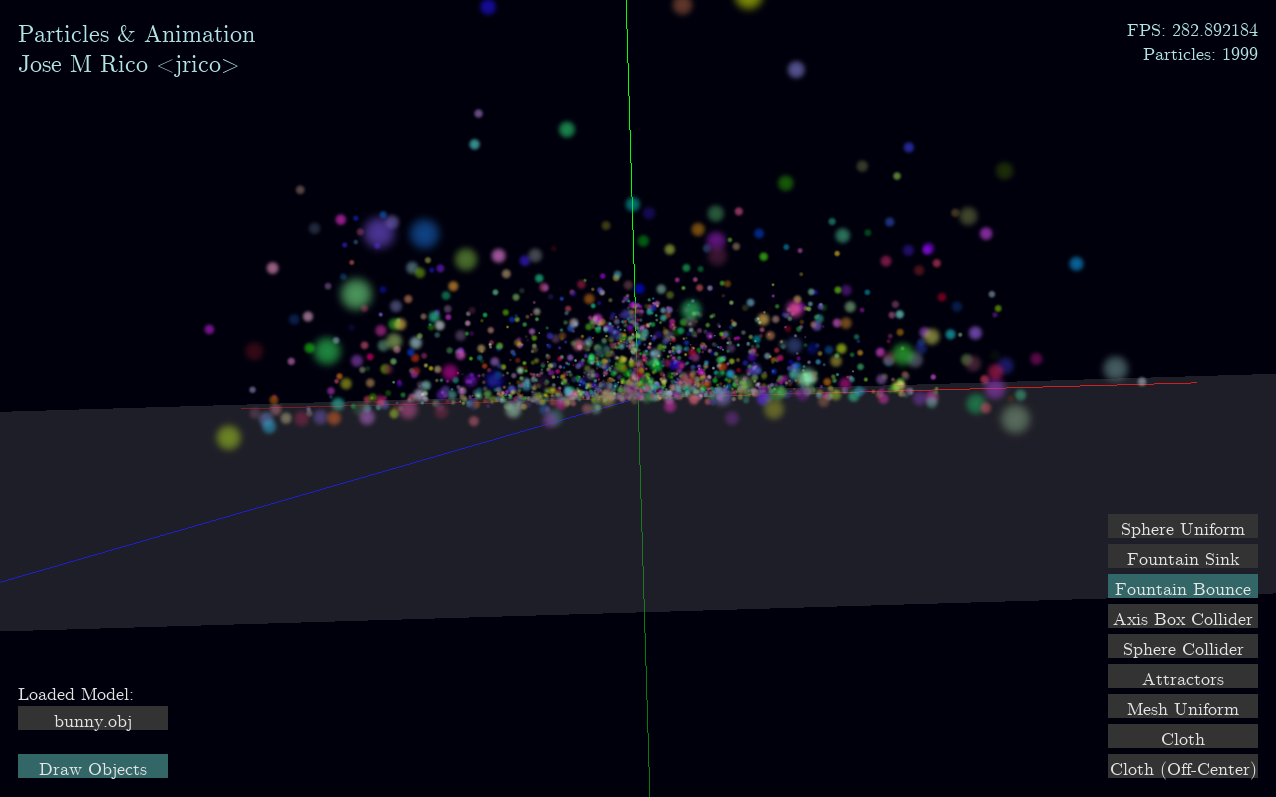 Particles & Animation
Jose M Rico <jrico>
FPS: 282.892184
Particles: 1999
Sphere Uniform
Fountain Sink
Fountain Bounce
Axis Box Collider
Sphere Collider
Attractors
Mesh Uniform
Cloth
Cloth (Off-Center)
Loaded Model:
bunny.obj
Draw Objects